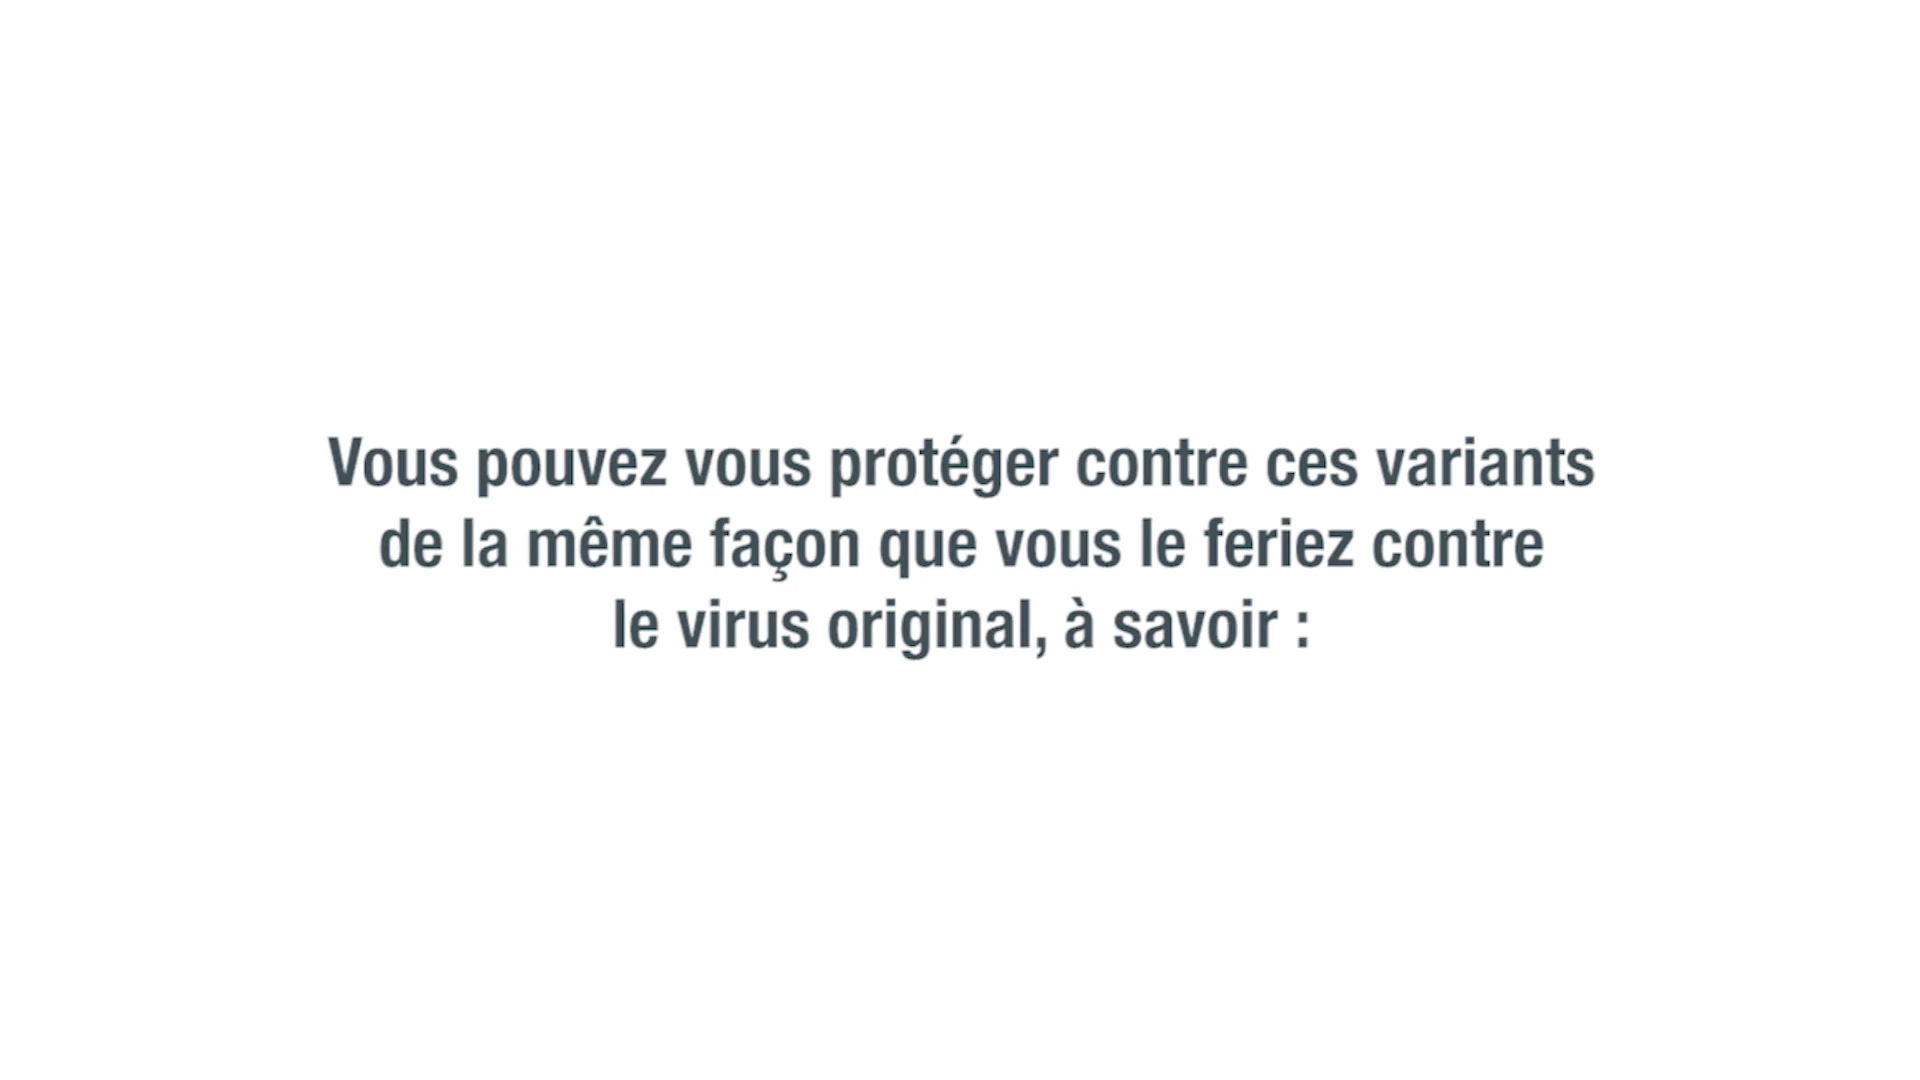 Vous pouvez vous protéger contre ces variants
de la même façon que vous le feriez contre
le virus original, à savoir :